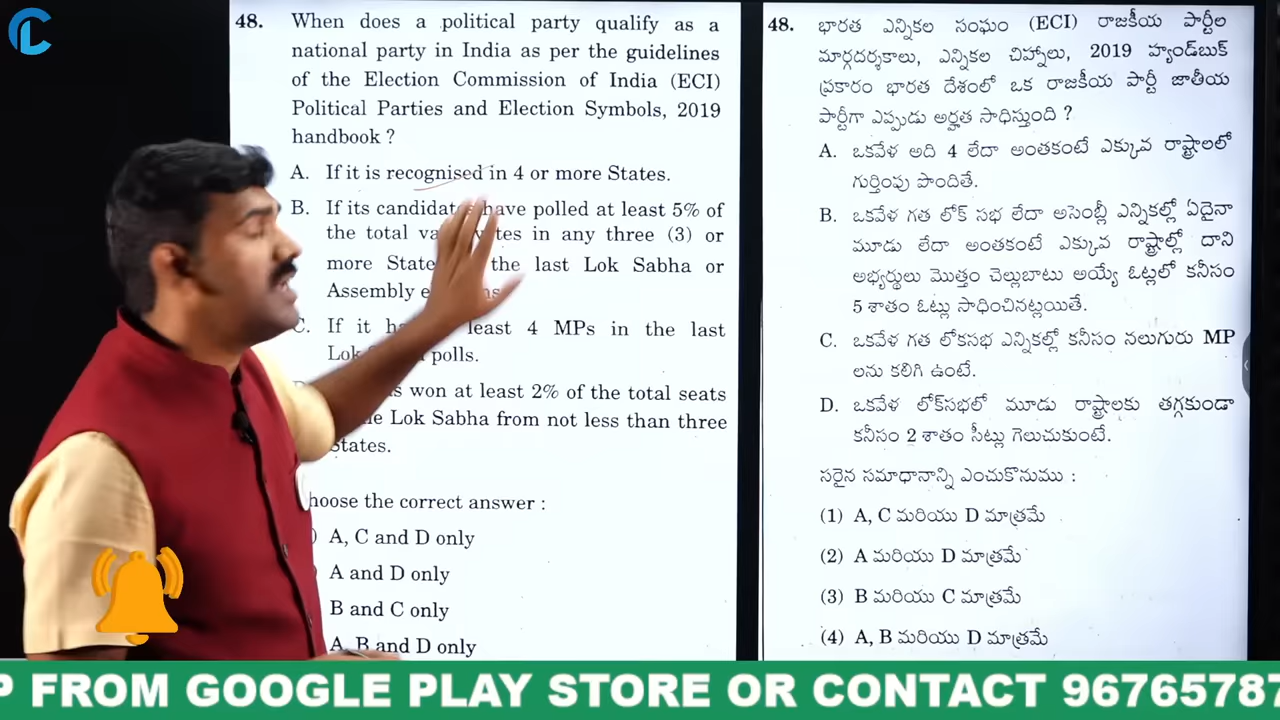 48. When does a political party qualify as a
national party in India as per the guidelines
of the Election Commission of India (ECI)
Political Parties and Election Symbols, 2019
handbook ?
A. If it is recognised in 4 or more States.
B. If its candidates have polled at least 5% of
the total in any three (3) or
more the last Lok Sabha or
Assembly
C. If it least 4 MPs in the last
polls.
won at least 2% of the total seats
Lok Sabha from not less than three
States.
hoose the correct answer :
A, C and D only
A and D only
B and C only
A, B and D only
48. భారత ఎన్నికల సంఘం (ECI) రాజకీయ పార్టీల
మార్గదర్శకాలు, ఎన్నికల చిహ్నాలు, 2019 హ్యాండ్‌బుక్
ప్రకారం భారత దేశంలో ఒక రాజకీయ పార్టీ జాతీయ
పార్టీగా ఎప్పుడు అర్హత సాధిస్తుంది ?
A. ఒకవేళ అది 4 లేదా అంతకంటే ఎక్కువ రాష్ట్రాలలో
గుర్తింపు పొందితే.
B. ఒకవేళ గత లోక్ సభ లేదా అసెంబ్లీ ఎన్నికల్లో ఏదైనా
మూడు లేదా అంతకంటే ఎక్కువ రాష్ట్రాల్లో దాని
అభ్యర్థులు మొత్తం చెల్లుబాటు అయ్యే ఓట్లలో కనీసం
5 శాతం ఓట్లు సాధించినట్లయితే.
C. ఒకవేళ గత లోకసభ ఎన్నికల్లో కనీసం నలుగురు MP
లను కలిగి ఉంటే.
D. ఒకవేళ లోక్‌సభలో మూడు రాష్ట్రాలకు తగ్గకుండా
కనీసం 2 శాతం సీట్లు గెలుచుకుంటే.
సరైన సమాధానాన్ని ఎంచుకొనుము :
(1) A, C మరియు D మాత్రమే
(2) A మరియు D మాత్రమే
(3) B మరియు C మాత్రమే
(4) A, B మరియు D మాత్రమే
P FROM GOOGLE PLAY STORE OR CONTACT 96765787